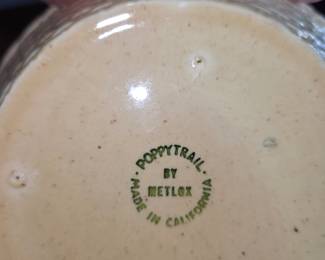 · POPPYTRAIL ·
BY
METLOX
MADE IN CALIFORNIA